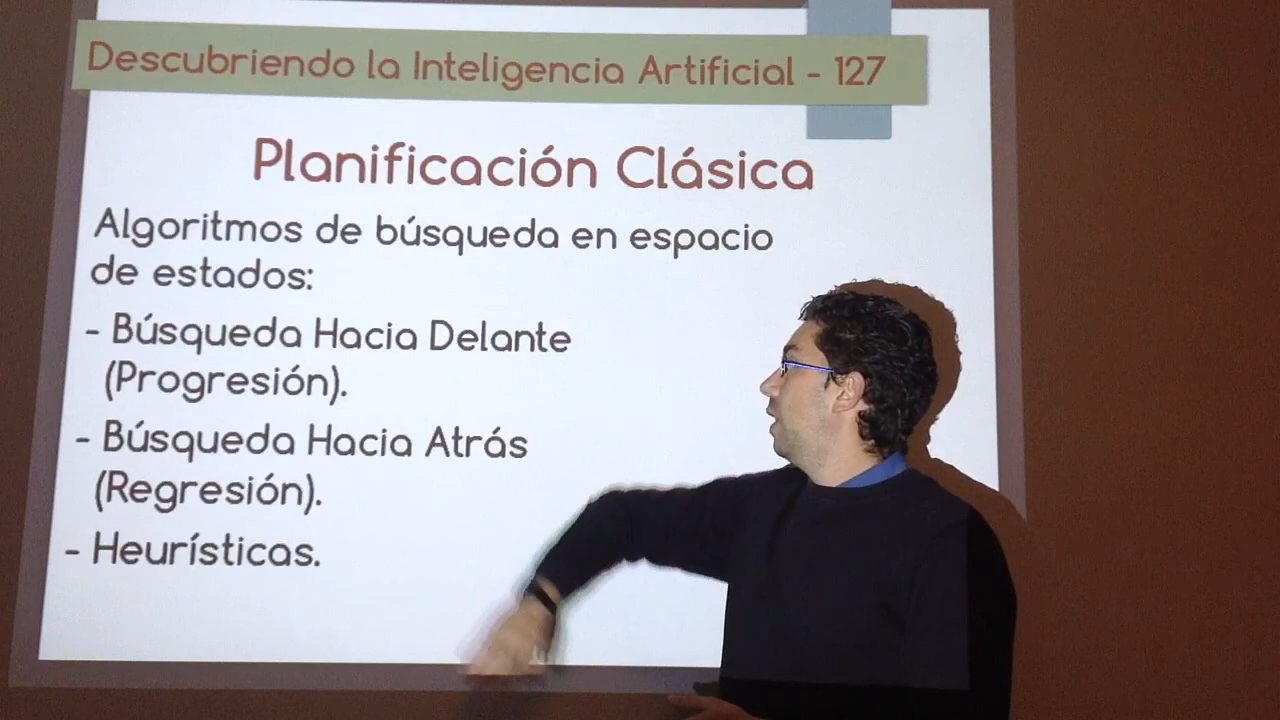 Descubriendo la Inteligencia Artificial - 127
Planificación Clásica
Algoritmos de búsqueda en espacio
de estados:
- Búsqueda Hacia Delante
(Progresión).
- Búsqueda Hacia Atrás
(Regresión).
- Heurísticas.